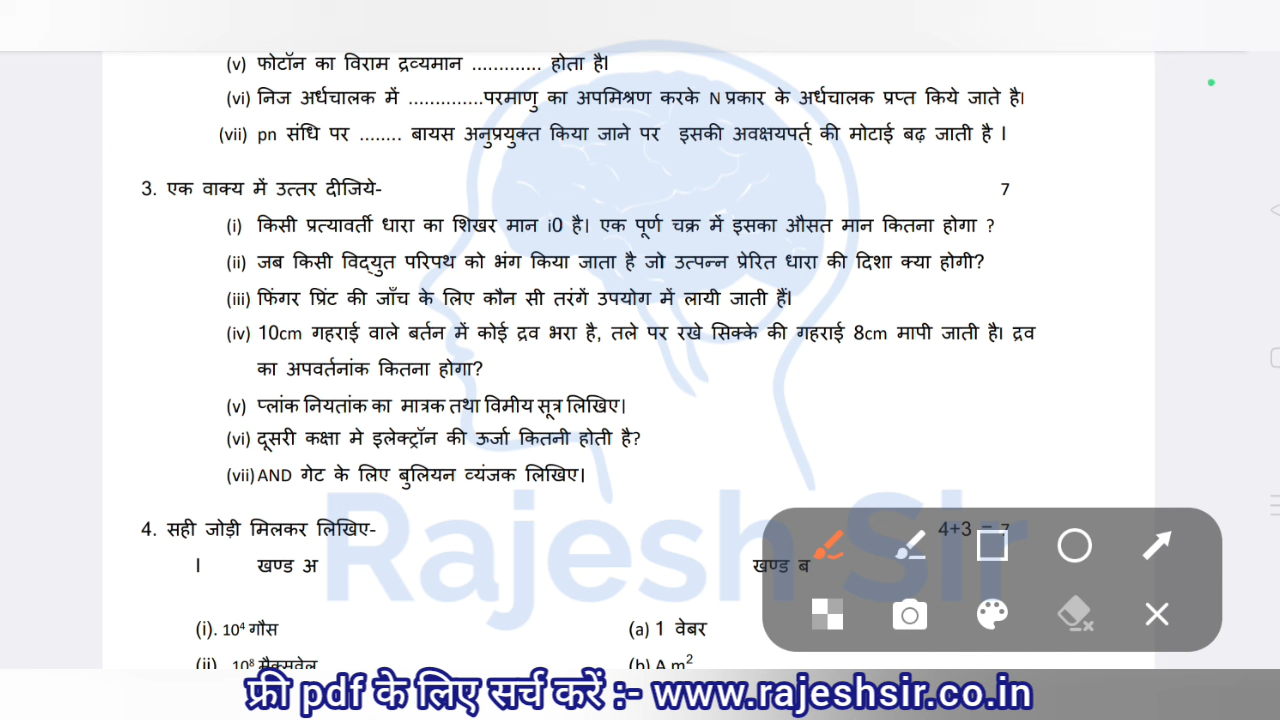 (v) फोटॉन का विराम द्रव्यमान ............. होता है।
(vi) निज अर्धचालक में ..............परमाणु का अपमिश्रण करके N प्रकार के अर्धचालक प्रप्त किये जाते है।
(vii) pn संधि पर ........ बायस अनुप्रयुक्त किया जाने पर इसकी अवक्षयपर्त् की मोटाई बढ़ जाती है ।
3. एक वाक्य में उत्तर दीजिये- 7
(i) किसी प्रत्यावर्ती धारा का शिखर मान i0 है। एक पूर्ण चक्र में इसका औसत मान कितना होगा ?
(ii) जब किसी विद्युत परिपथ को भंग किया जाता है जो उत्पन्न प्रेरित धारा की दिशा क्या होगी?
(iii) फिंगर प्रिंट की जाँच के लिए कौन सी तरंगें उपयोग में लायी जाती हैं।
(iv) 10cm गहराई वाले बर्तन में कोई द्रव भरा है, तले पर रखे सिक्के की गहराई 8cm मापी जाती है। द्रव
का अपवर्तनांक कितना होगा?
(v) प्लांक नियतांक का मात्रक तथा विमीय सूत्र लिखिए।
(vi) दूसरी कक्षा मे इलेक्ट्रॉन की ऊर्जा कितनी होती है?
(vii) AND गेट के लिए बुलियन व्यंजक लिखिए।
4. सही जोड़ी मिलकर लिखिए- 4+3 = 7
I खण्ड अ खण्ड ब
(i). 10⁴ गौस (a) 1 वेबर
(ii) 10⁸ मैक्सवेल (b) A m²
Rajesh Sir
फ्री pdf के लिए सर्च करें :- www.rajeshsir.co.in